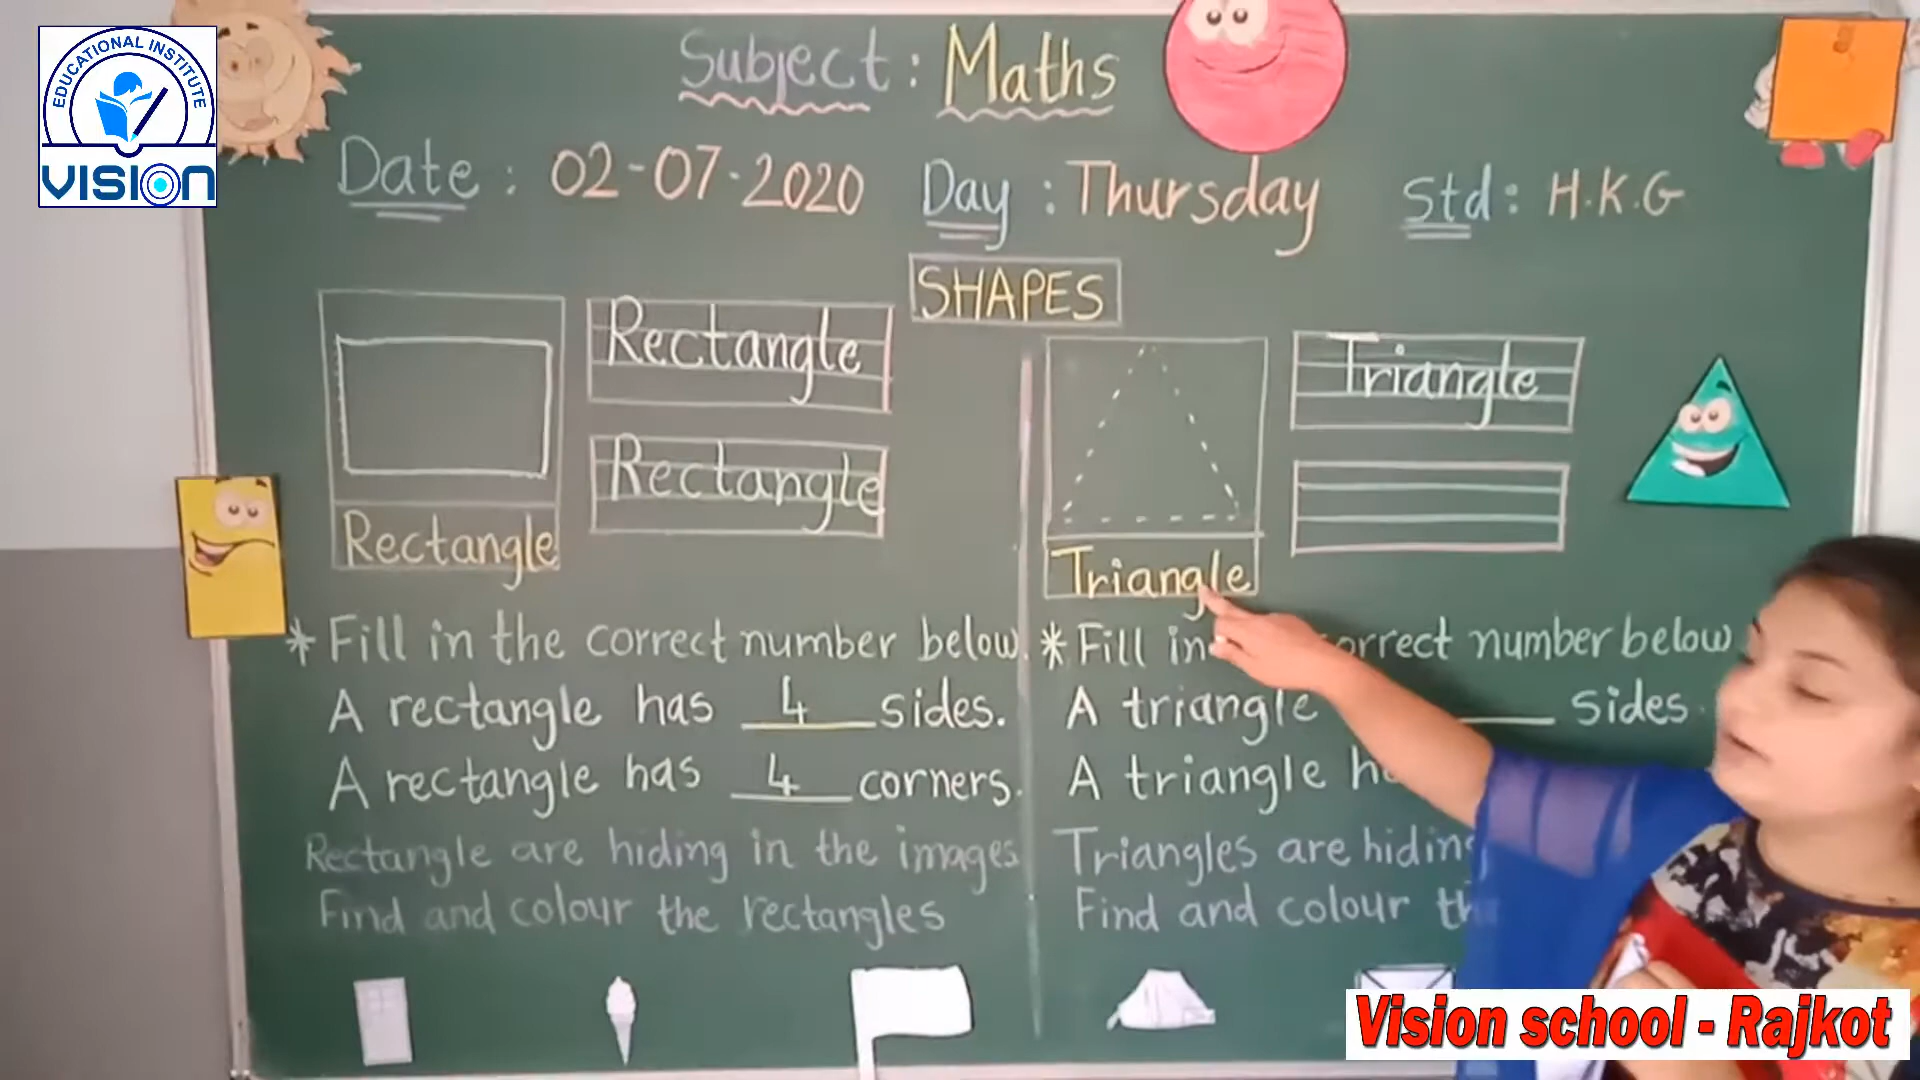 EDUCATIONAL INSTITUTE
VISION
Subject : Maths
Date : 02-07-2020 Day : Thursday Std : H.K.G
SHAPES
Rectangle
Rectangle
Rectangle
Triangle
Triangle
* Fill in the correct number below.
A rectangle has 4 sides.
A rectangle has 4 corners.
Rectangle are hiding in the images
Find and colour the rectangles
* Fill in correct number below
A triangle sides.
A triangle
Triangles are hiding
Find and colour
Vision school - Rajkot